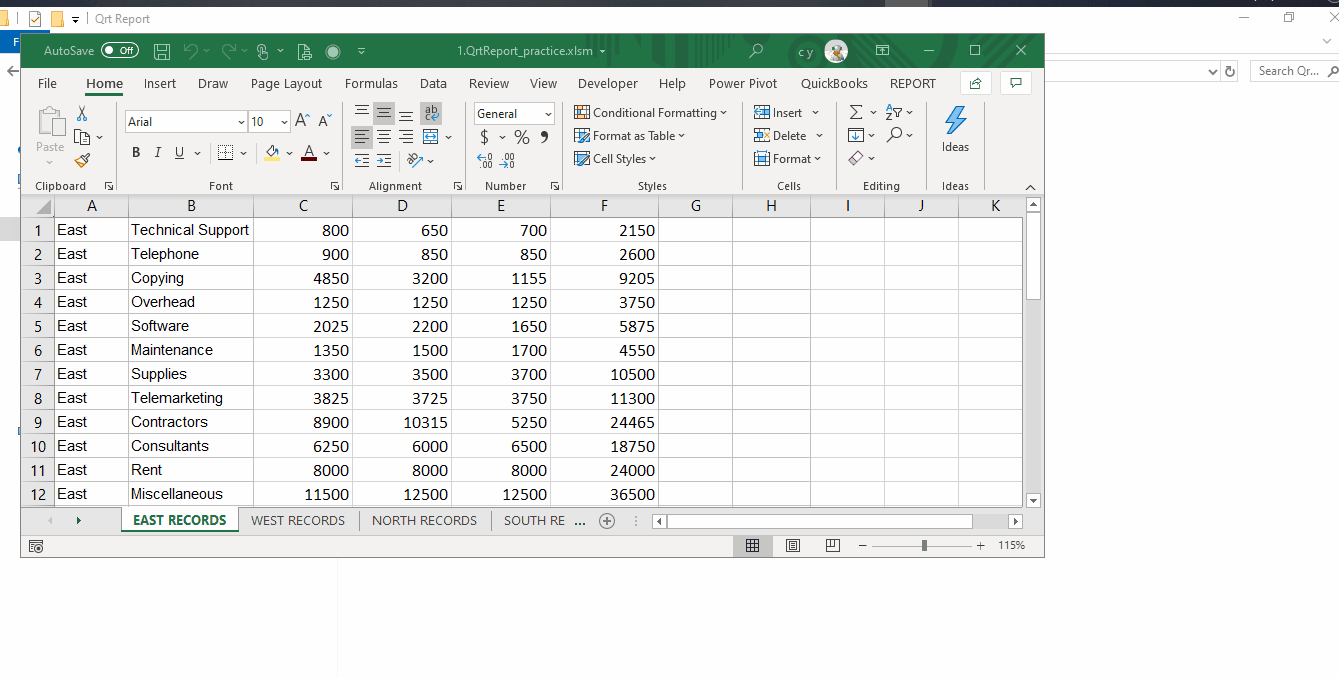 Qrt Report
F
AutoSave Off 1.QrtReport_practice.xlsm c y
Search Qr...
File Home Insert Draw Page Layout Formulas Data Review View Developer Help Power Pivot QuickBooks REPORT
Paste Arial 10 A A ab General Conditional Formatting Insert Σ
B I U A $ % Format as Table Delete Ideas
Cell Styles Format
Clipboard Font Alignment Number Styles Cells Editing Ideas
A B C D E F G H I J K
1 East Technical Support 800 650 700 2150
2 East Telephone 900 850 850 2600
3 East Copying 4850 3200 1155 9205
4 East Overhead 1250 1250 1250 3750
5 East Software 2025 2200 1650 5875
6 East Maintenance 1350 1500 1700 4550
7 East Supplies 3300 3500 3700 10500
8 East Telemarketing 3825 3725 3750 11300
9 East Contractors 8900 10315 5250 24465
10 East Consultants 6250 6000 6500 18750
11 East Rent 8000 8000 8000 24000
12 East Miscellaneous 11500 12500 12500 36500
EAST RECORDS WEST RECORDS NORTH RECORDS SOUTH RE ...
115%